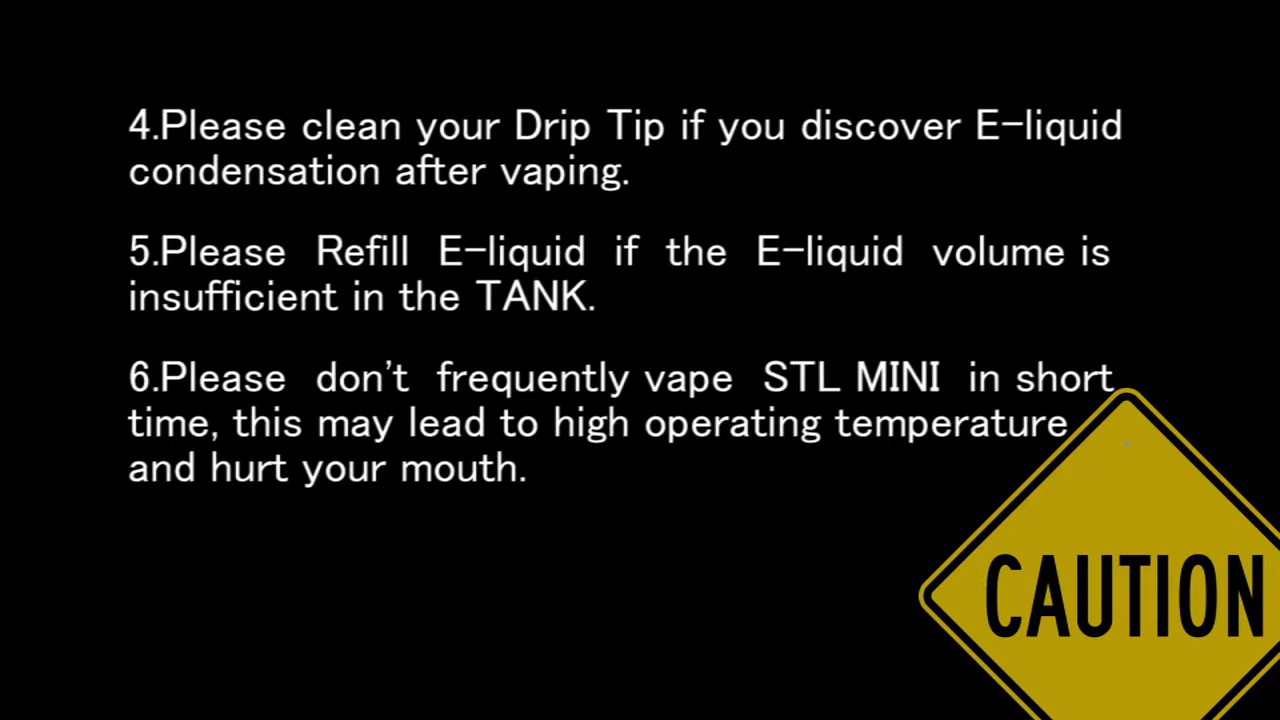 4.Please clean your Drip Tip if you discover E-liquid
condensation after vaping.
5.Please Refill E-liquid if the E-liquid volume is
insufficient in the TANK.
6.Please don't frequently vape STL MINI in short
time, this may lead to high operating temperature
and hurt your mouth.
CAUTION